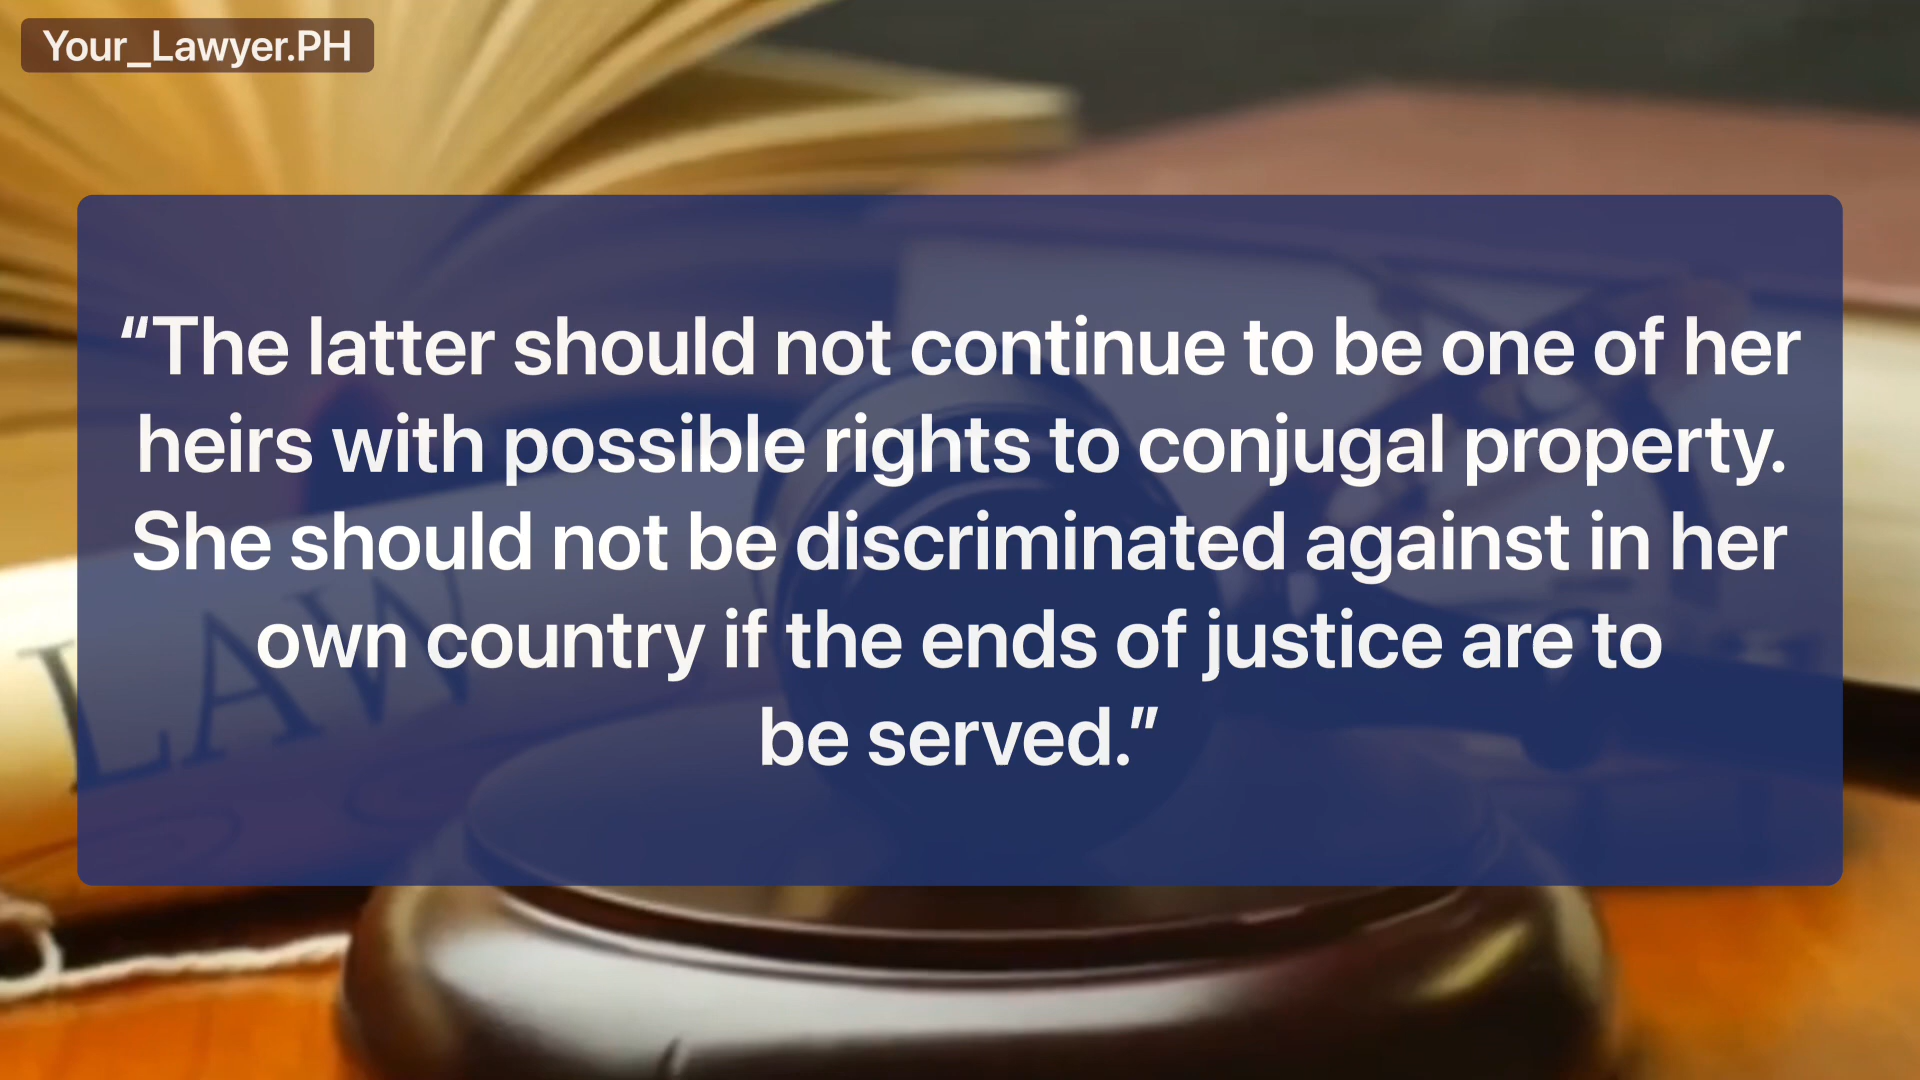 Your_Lawyer.PH
“The latter should not continue to be one of her
heirs with possible rights to conjugal property.
She should not be discriminated against in her
own country if the ends of justice are to
be served.”
LAW